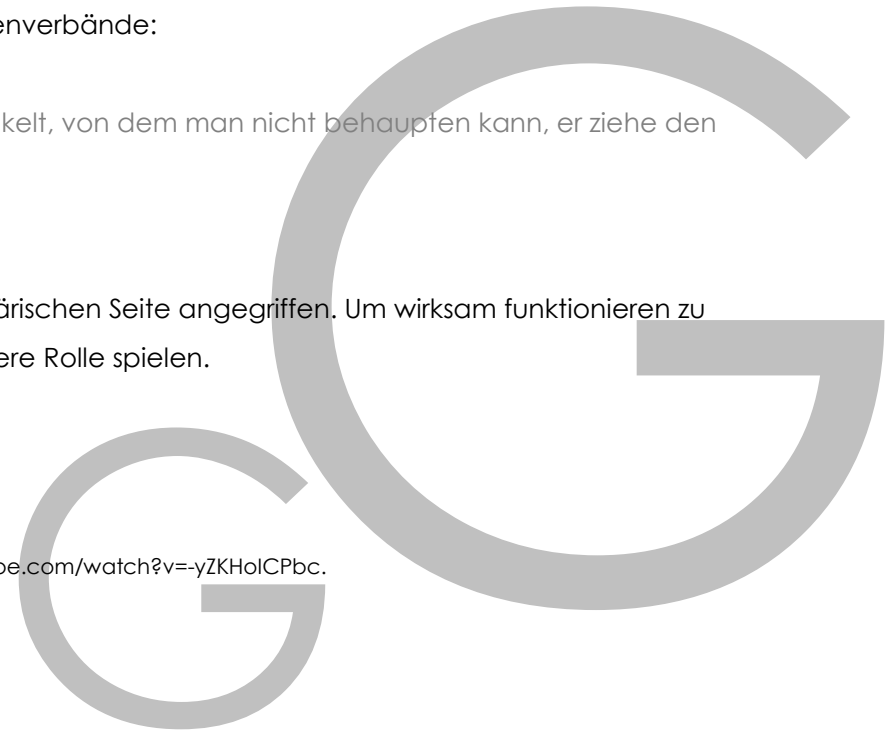 enverbände:
kelt, von dem man nicht behaupten kann, er ziehe den
ärischen Seite angegriffen. Um wirksam funktionieren zu
ere Rolle spielen.
be.com/watch?v=-yZKHolCPbc.
G
G